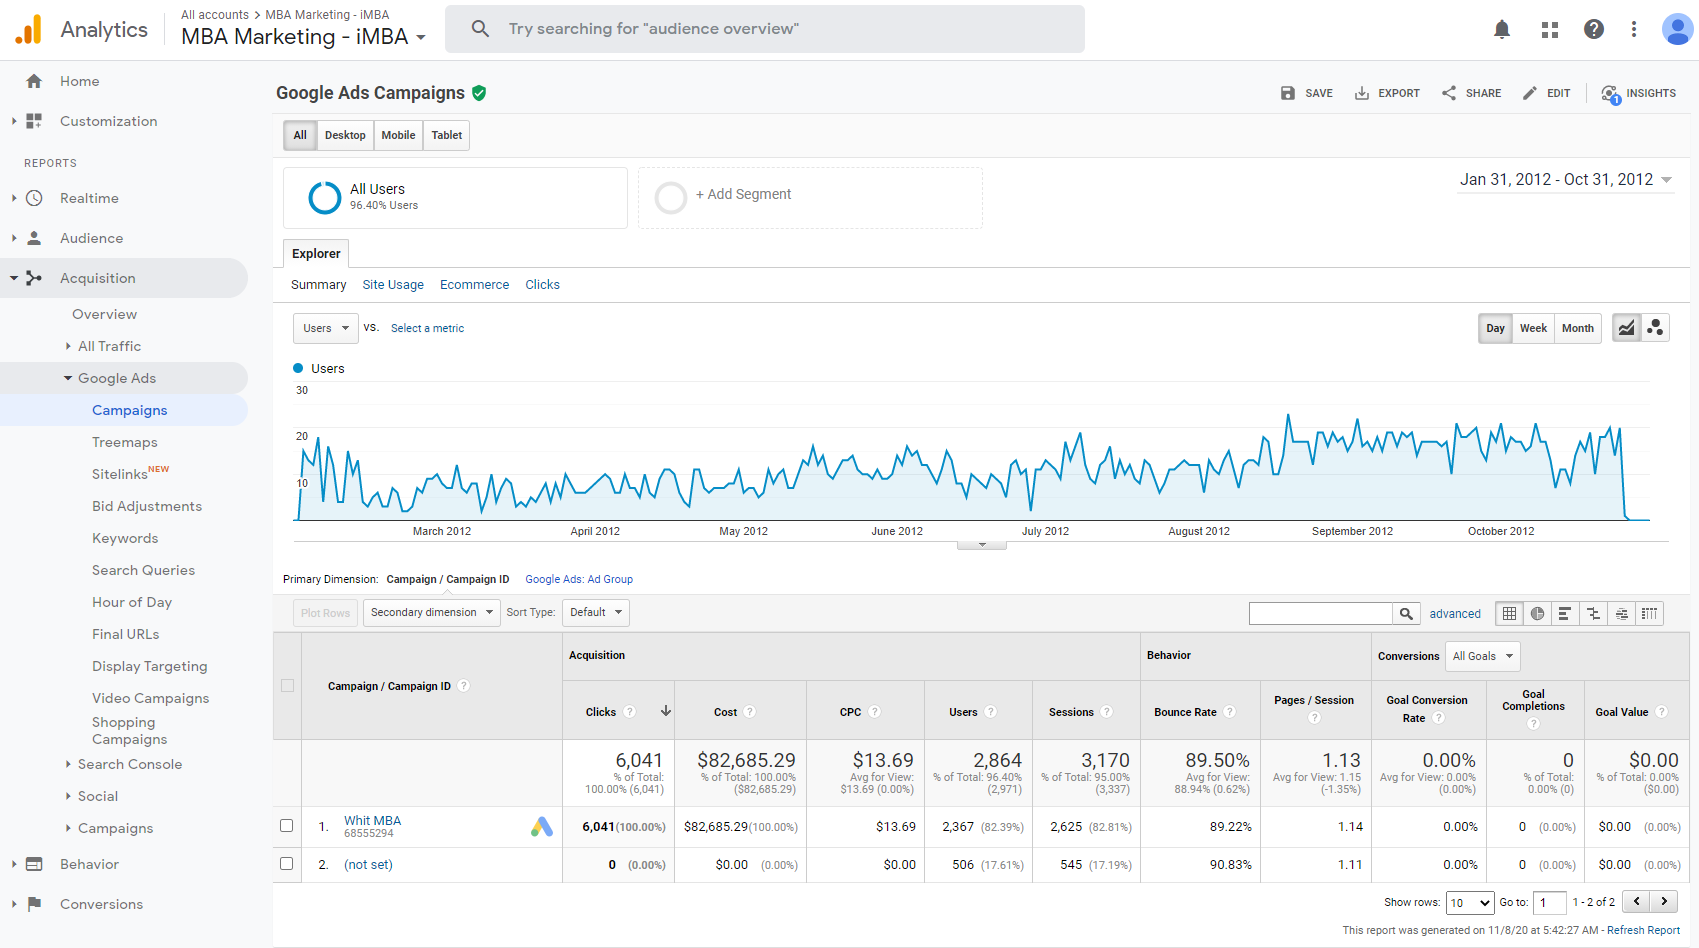 Analytics
All accounts > MBA Marketing - iMBA
MBA Marketing - iMBA
Try searching for "audience overview"
Home
Customization
REPORTS
Realtime
Audience
Acquisition
Overview
All Traffic
Google Ads
Campaigns
Treemaps
Sitelinks NEW
Bid Adjustments
Keywords
Search Queries
Hour of Day
Final URLs
Display Targeting
Video Campaigns
Shopping
Campaigns
Search Console
Social
Campaigns
Behavior
Conversions
Google Ads Campaigns
SAVE EXPORT SHARE EDIT 1 INSIGHTS
All Desktop Mobile Tablet
All Users
96.40% Users
+ Add Segment
Jan 31, 2012 - Oct 31, 2012
Explorer
Summary Site Usage Ecommerce Clicks
Users VS. Select a metric
Day Week Month
Users
30
20
10
March 2012 April 2012 May 2012 June 2012 July 2012 August 2012 September 2012 October 2012
Primary Dimension: Campaign / Campaign ID Google Ads: Ad Group
Plot Rows Secondary dimension Sort Type: Default advanced
Campaign / Campaign ID ?
Acquisition Behavior Conversions All Goals
Clicks ? Cost ? CPC ? Users ? Sessions ? Bounce Rate ? Pages / Session ? Goal Conversion Rate ? Goal Completions ? Goal Value ?
6,041 $82,685.29 $13.69 2,864 3,170 89.50% 1.13 0.00% 0 $0.00
% of Total: % of Total: 100.00% Avg for View: % of Total: 96.40% % of Total: 95.00% Avg for View: Avg for View: 1.15 Avg for View: 0.00% % of Total: % of Total: 0.00%
100.00% (6,041) ($82,685.29) $13.69 (0.00%) (2,971) (3,337) 88.94% (0.62%) (-1.35%) (0.00%) 0.00% (0) ($0.00)
1. Whit MBA 6,041(100.00%) $82,685.29(100.00%) $13.69 2,367 (82.39%) 2,625 (82.81%) 89.22% 1.14 0.00% 0 (0.00%) $0.00 (0.00%)
68555294
2. (not set) 0 (0.00%) $0.00 (0.00%) $0.00 506 (17.61%) 545 (17.19%) 90.83% 1.11 0.00% 0 (0.00%) $0.00 (0.00%)
Show rows: 10 Go to: 1 1 - 2 of 2
This report was generated on 11/8/20 at 5:42:27 AM - Refresh Report